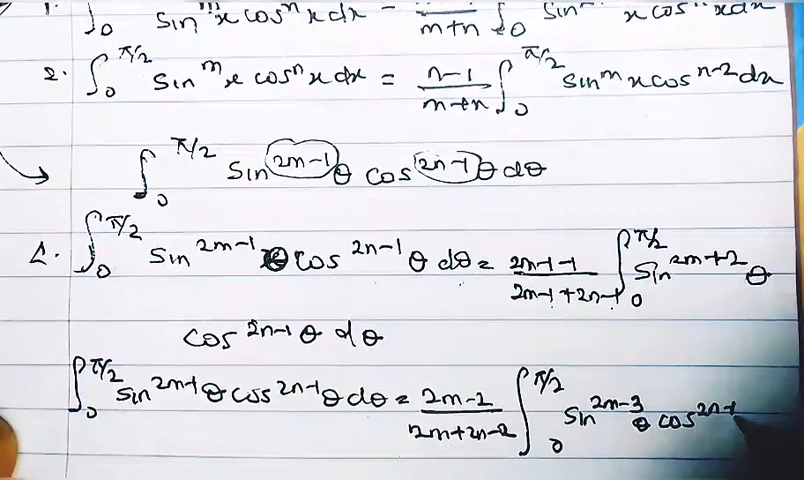 1. ∫₀ sinᵐx cosⁿx dx = m+n ∫₀ sin x cos x dx
2. ∫₀^π/2 sinᵐx cosⁿx dx = n-1/m+n ∫₀^π/2 sinᵐ x cosⁿ⁻² dx
∫₀^π/2 sin^2m-1 θ cos^2n-1 θ dθ
1. ∫₀^π/2 sin^2m-1 θ cos^2n-1 θ dθ = 2m-1-1/2m-1+2n-1 ∫₀^π/2 sin^2m+2 θ
cos^2n-1 θ dθ
∫₀^π/2 sin^2m-1 θ cos^2n-1 θ dθ = 2m-2/2m+2n-2 ∫₀^π/2 sin^2m-3 θ cos^2n-1